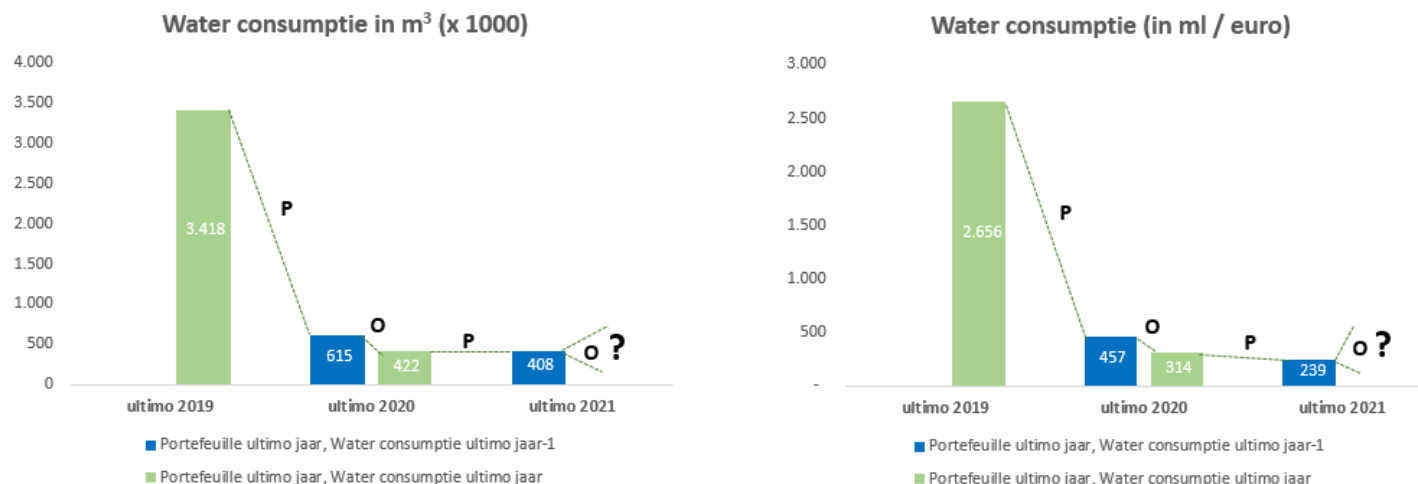 Water consumptie in m³ (x 1000)
4.000
3.500
3.000
2.500
2.000
1.500
1.000
500
0
3.418
P
615
O
422
P
408
O ?
ultimo 2019
ultimo 2020
ultimo 2021
Portefeuille ultimo jaar, Water consumptie ultimo jaar-1
Portefeuille ultimo jaar, Water consumptie ultimo jaar
Water consumptie (in ml / euro)
3.000
2.500
2.000
1.500
1.000
500
-
2.656
P
457
O
314
P
239
O ?
ultimo 2019
ultimo 2020
ultimo 2021
Portefeuille ultimo jaar, Water consumptie ultimo jaar-1
Portefeuille ultimo jaar, Water consumptie ultimo jaar